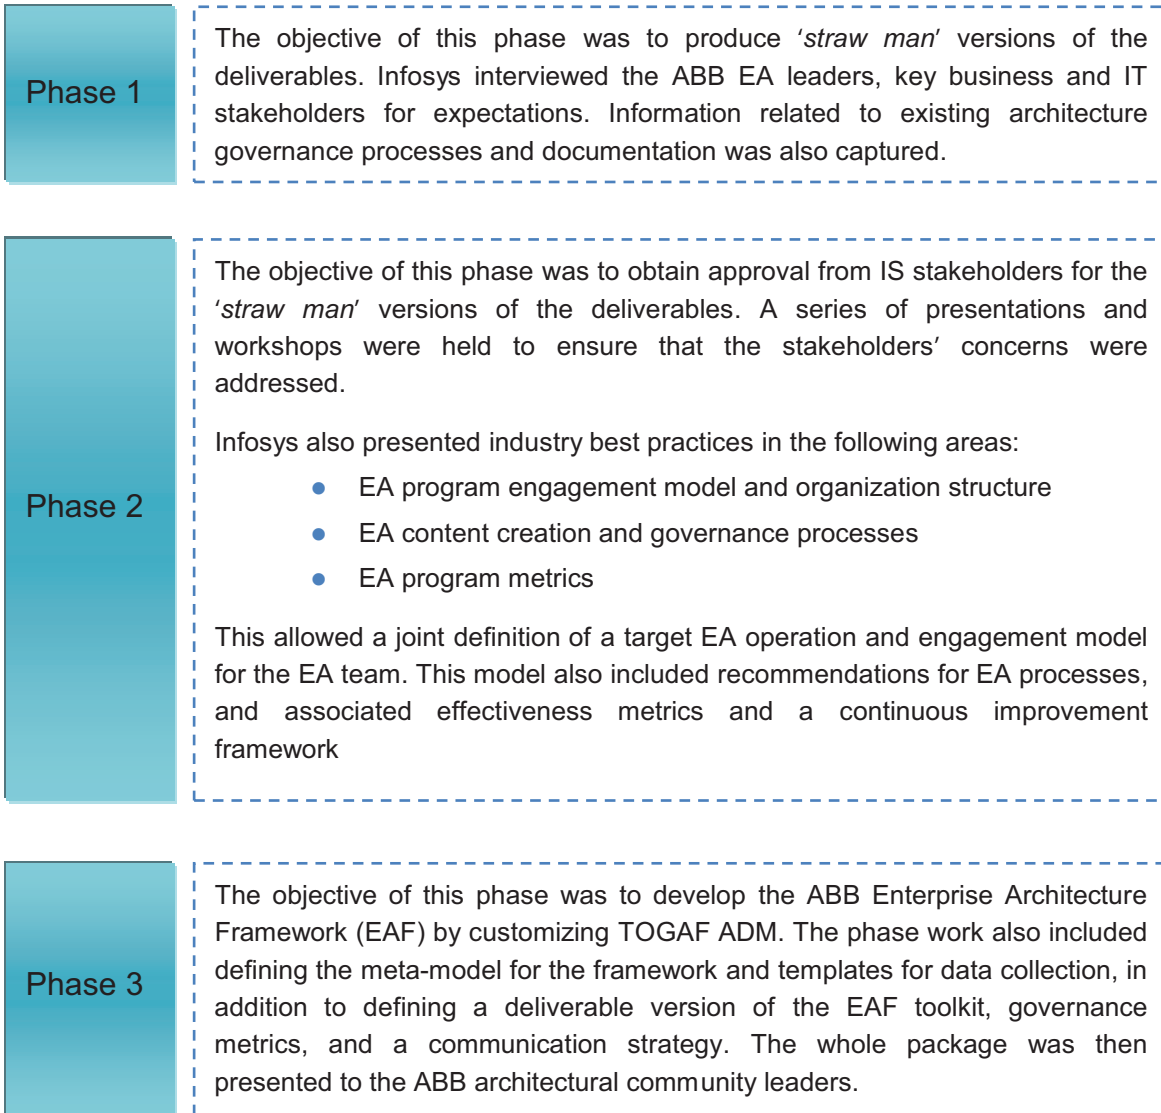 Phase 1
The objective of this phase was to produce ‘straw man’ versions of the
deliverables. Infosys interviewed the ABB EA leaders, key business and IT
stakeholders for expectations. Information related to existing architecture
governance processes and documentation was also captured.
Phase 2
The objective of this phase was to obtain approval from IS stakeholders for the
‘straw man’ versions of the deliverables. A series of presentations and
workshops were held to ensure that the stakeholders’ concerns were
addressed.
Infosys also presented industry best practices in the following areas:
● EA program engagement model and organization structure
● EA content creation and governance processes
● EA program metrics
This allowed a joint definition of a target EA operation and engagement model
for the EA team. This model also included recommendations for EA processes,
and associated effectiveness metrics and a continuous improvement
framework
Phase 3
The objective of this phase was to develop the ABB Enterprise Architecture
Framework (EAF) by customizing TOGAF ADM. The phase work also included
defining the meta-model for the framework and templates for data collection, in
addition to defining a deliverable version of the EAF toolkit, governance
metrics, and a communication strategy. The whole package was then
presented to the ABB architectural community leaders.